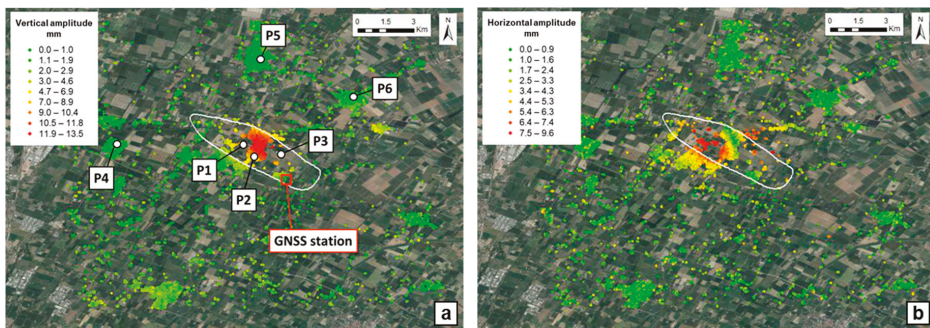 Vertical amplitude
mm
0.0 – 1.0
1.1 – 1.9
2.0 – 2.9
3.0 – 4.6
4.7 – 6.9
7.0 – 8.9
9.0 – 10.4
10.5 – 11.8
11.9 – 13.5
0 1.5 3
Km
N
P5
P6
P3
P1
P4
P2
GNSS station
a
Horizontal amplitude
mm
0.0 – 0.9
1.0 – 1.6
1.7 – 2.4
2.5 – 3.3
3.4 – 4.3
4.4 – 5.3
5.4 – 6.3
6.4 – 7.4
7.5 – 9.6
0 1.5 3
Km
N
b